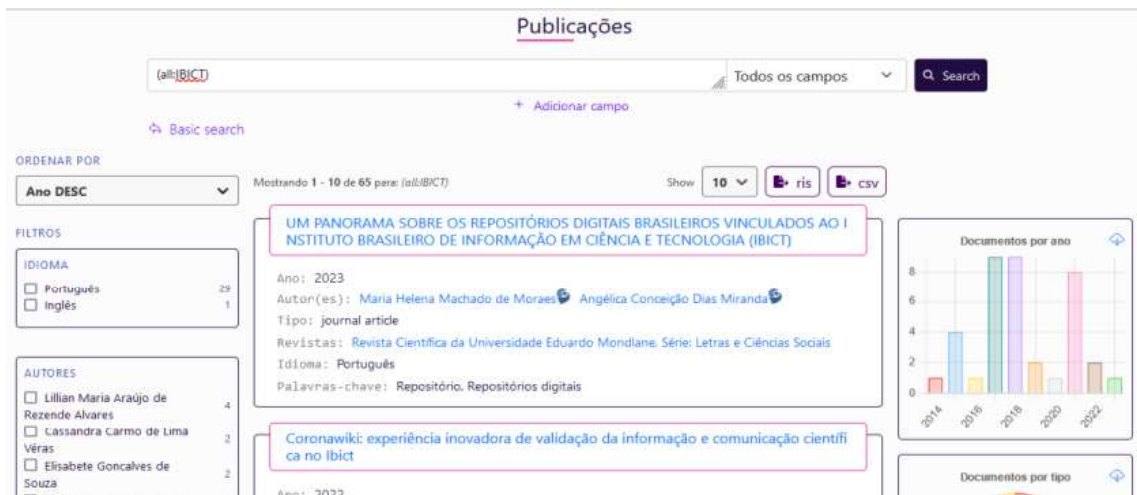 Publicações
(all:IBICT)
Todos os campos
Search
+ Adicionar campo
Basic search
ORDENAR POR
Ano DESC
Mostrando 1 - 10 de 65 para: (all:IBICT)
Show 10 ris csv
FILTROS
IDIOMA
Português 29
Inglês 1
AUTORES
Lillian Maria Araújo de
Rezende Alvares 4
Cassandra Carmo de Lima
Véras 2
Elisabete Goncalves de
Souza 2
UM PANORAMA SOBRE OS REPOSITÓRIOS DIGITAIS BRASILEIROS VINCULADOS AO I
NSTITUTO BRASILEIRO DE INFORMAÇÃO EM CIÊNCIA E TECNOLOGIA (IBICT)
Ano: 2023
Autor(es): Maria Helena Machado de Moraes Angélica Conceição Dias Miranda
Tipo: journal article
Revistas: Revista Científica da Universidade Eduardo Mondlane. Série: Letras e Ciências Sociais
Idioma: Português
Palavras-chave: Repositório. Repositórios digitais
Coronawiki: experiência inovadora de validação da informação e comunicação científi
ca no Ibict
Ano: 2022
Documentos por ano
8
6
4
2
0
2014 2016 2018 2020 2022
Documentos por tipo